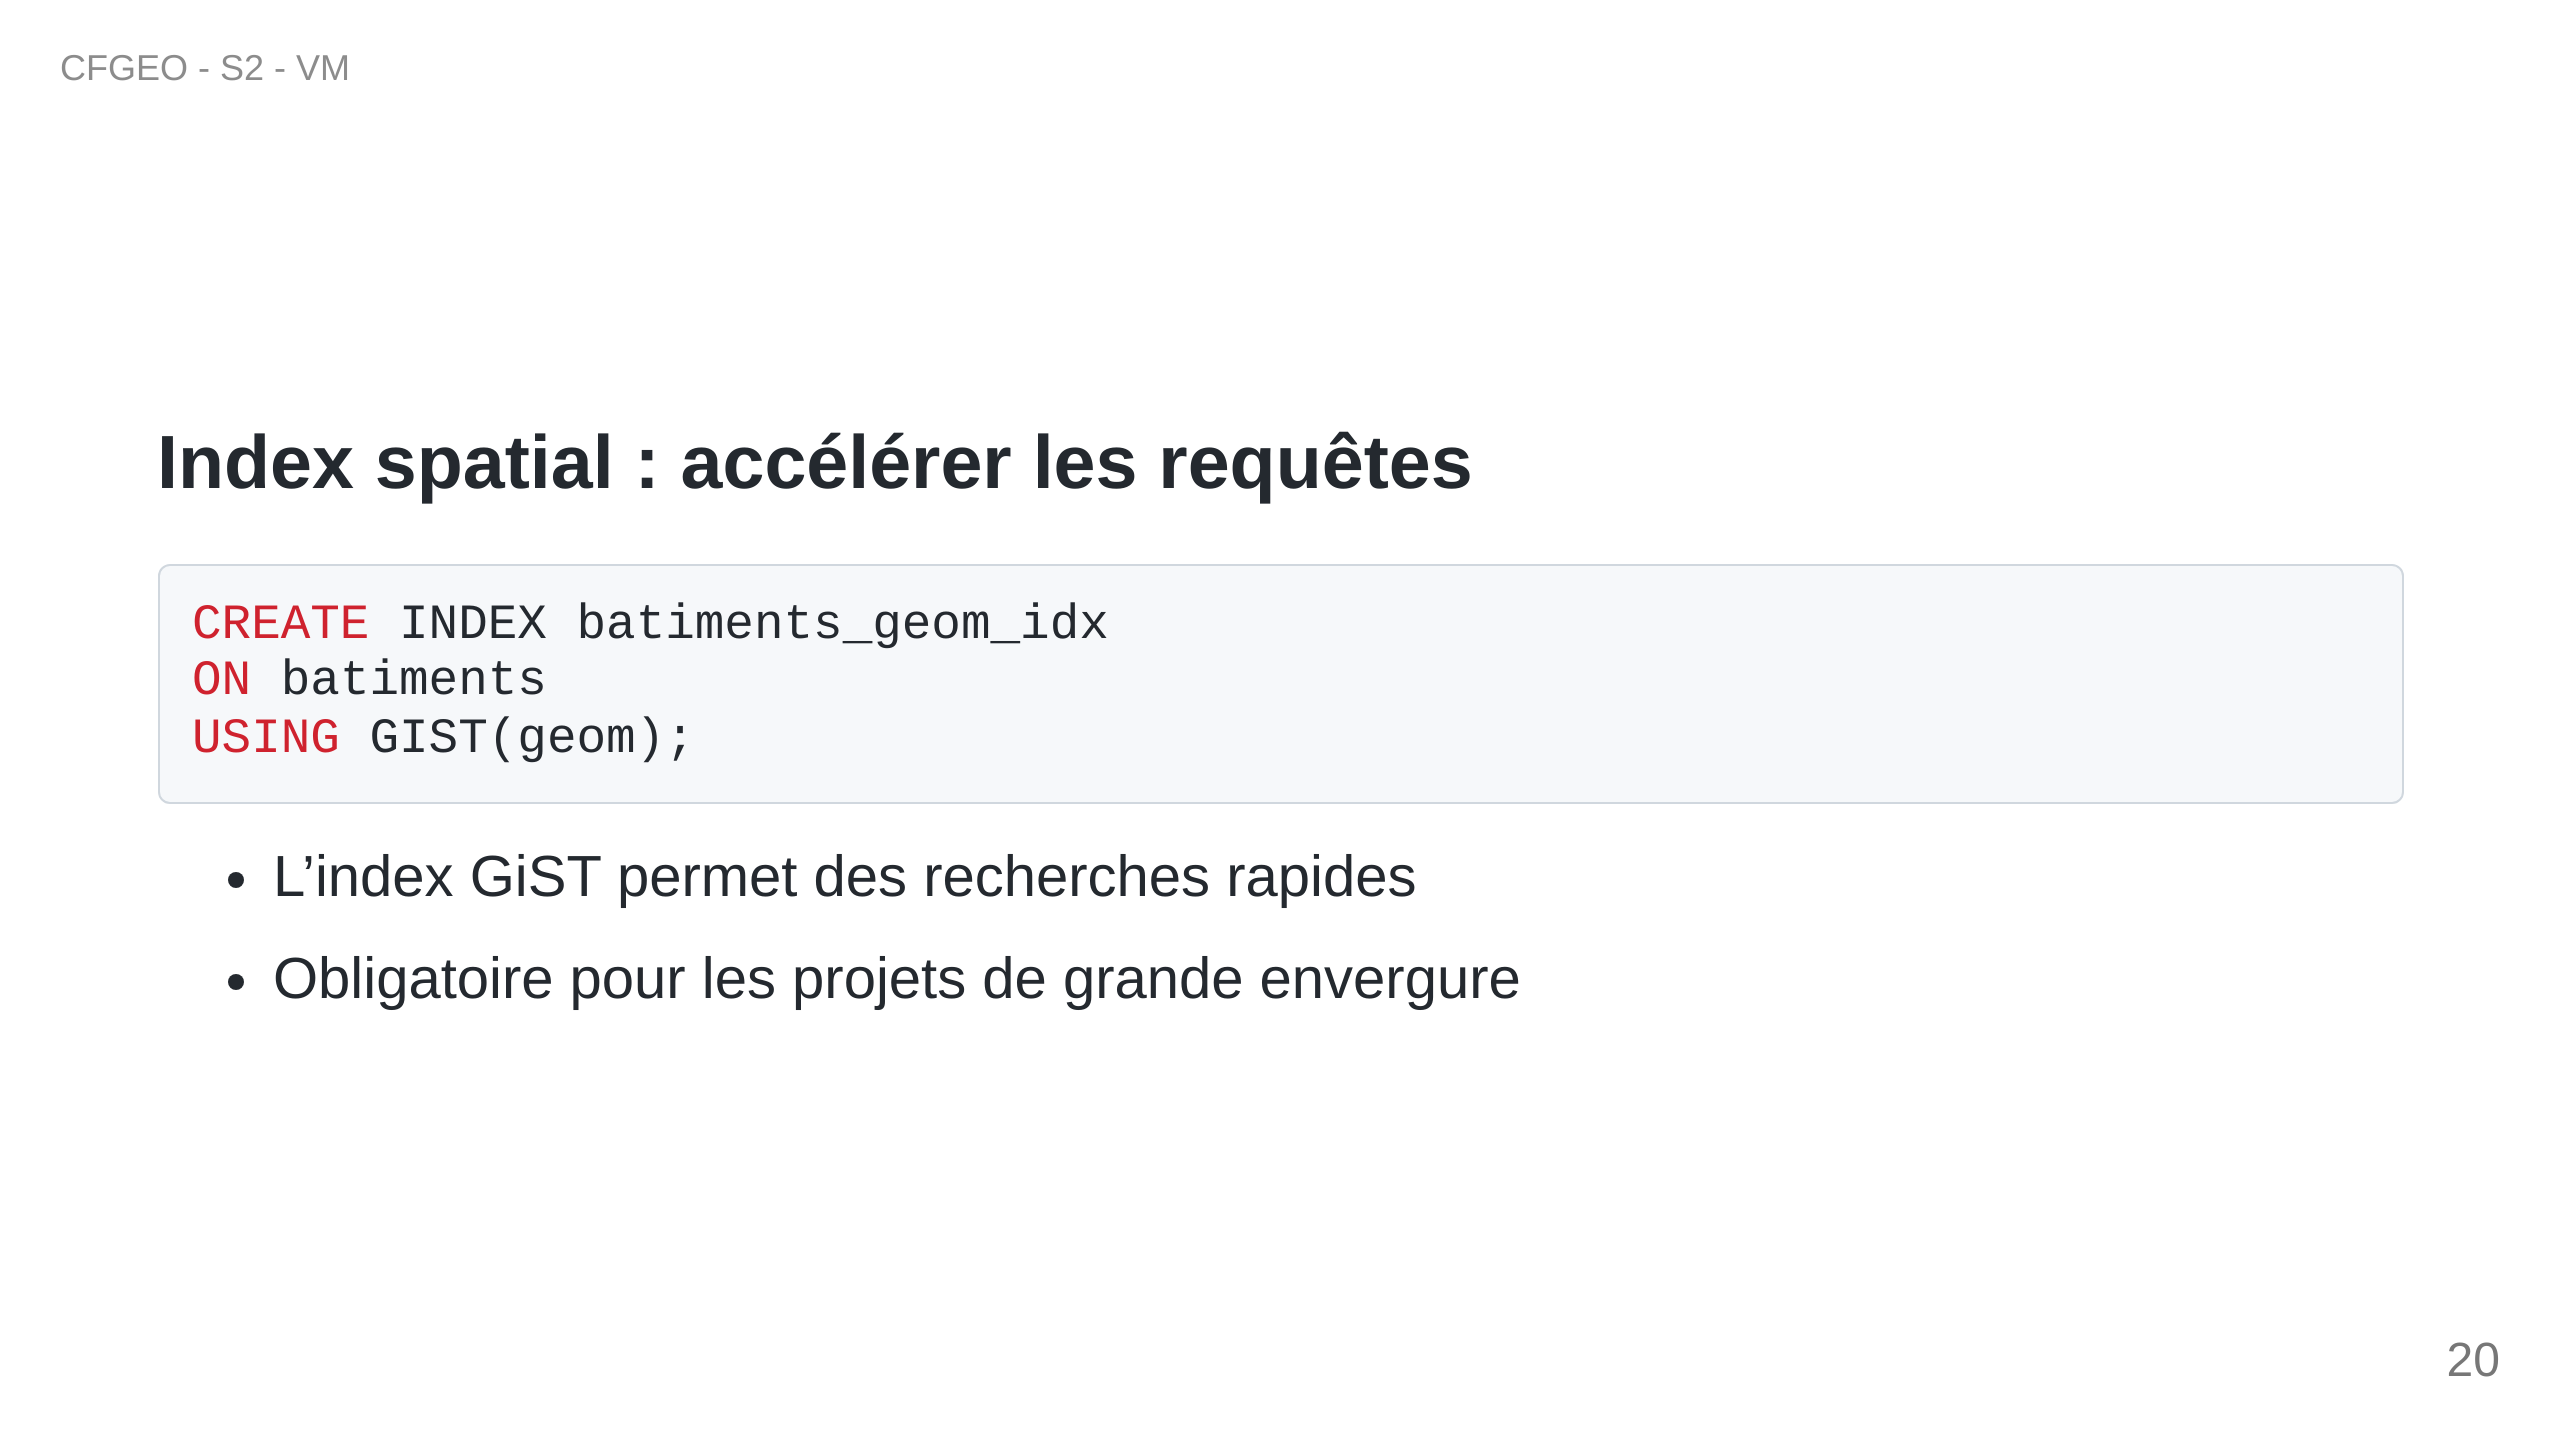 CFGEO - S2 - VM
Index spatial : accélérer les requêtes
CREATE INDEX batiments_geom_idx
ON batiments
USING GIST(geom);
• L’index GiST permet des recherches rapides
• Obligatoire pour les projets de grande envergure
20